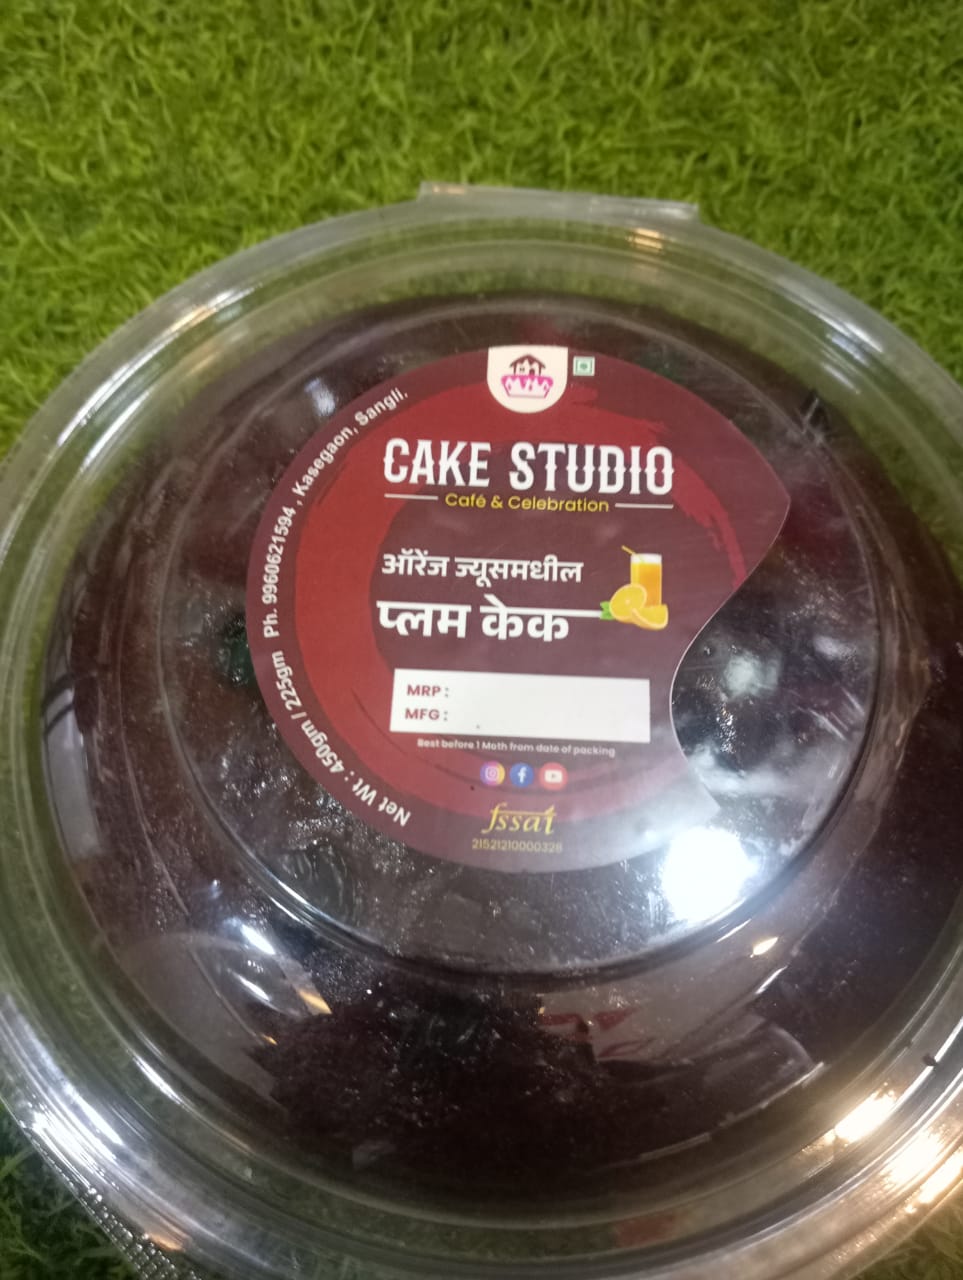 CAKE STUDIO
Café & Celebration
ऑरेंज ज्यूसमधील
प्लम केक
MRP :
MFG :
Best before 1 Moth from date of packing
fssai
21521210000328
Net Wt : 450gm / 225gm Ph. 9960621594 , Kasegaon, Sangli.